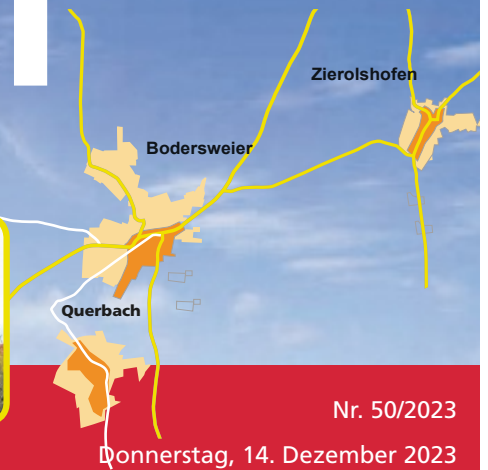 Zierolshofen
Bodersweier
Querbach
Nr. 50/2023
Donnerstag, 14. Dezember 2023